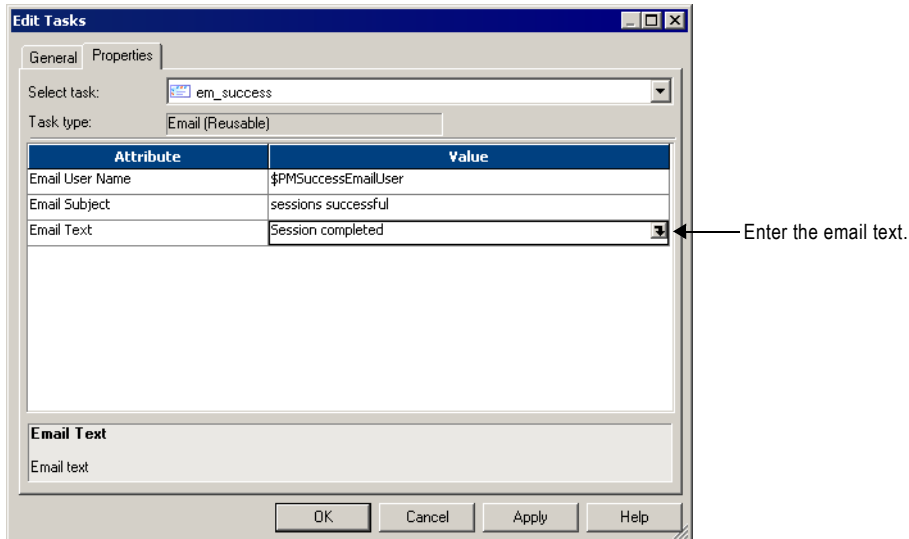 Edit Tasks
General Properties
Select task: em_success
Task type: Email (Reusable)
Attribute Value
Email User Name $PMSuccessEmailUser
Email Subject sessions successful
Email Text Session completed
Enter the email text.
Email Text
Email text
OK Cancel Apply Help